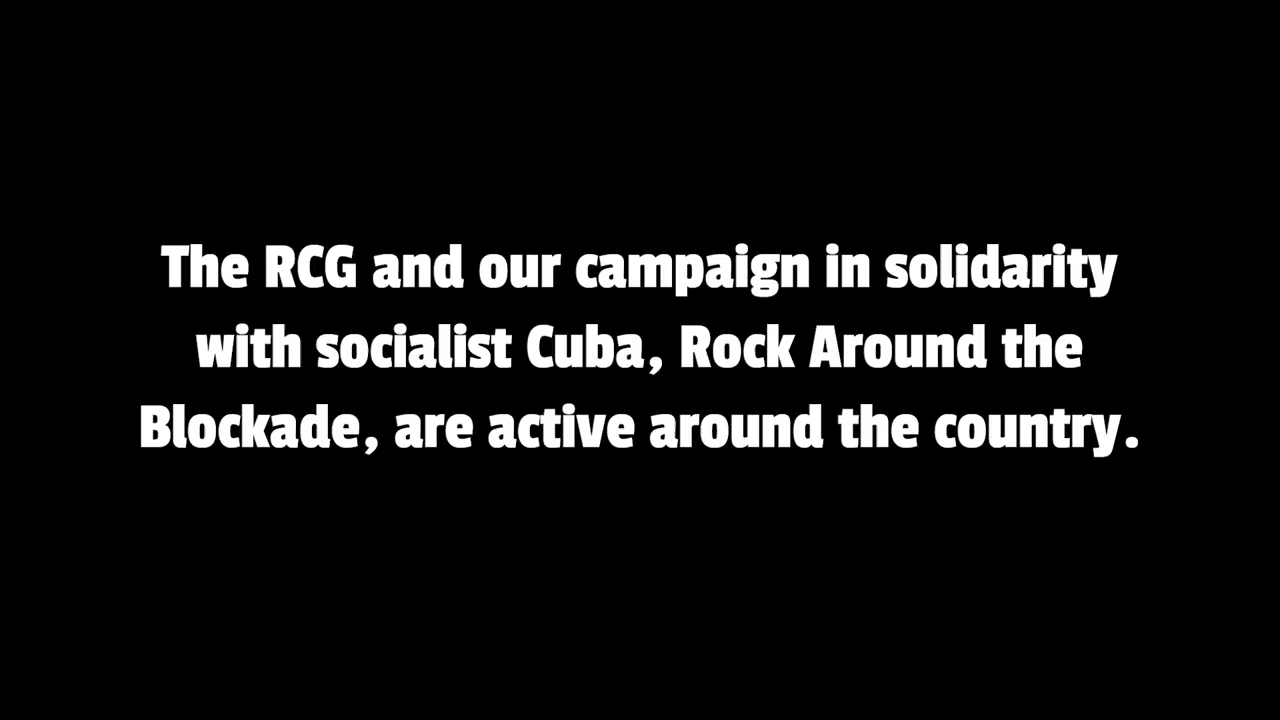 The RCG and our campaign in solidarity
with socialist Cuba, Rock Around the
Blockade, are active around the country.